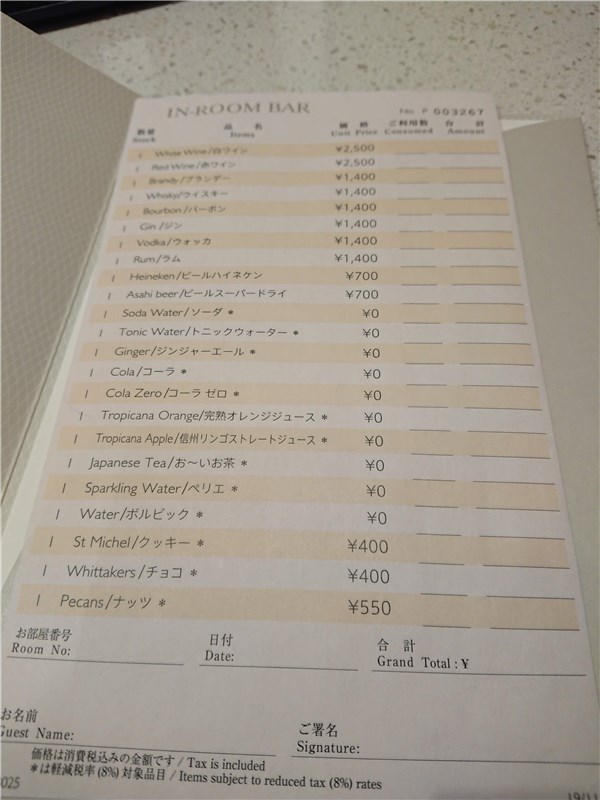 IN-ROOM BAR
No. P 003267
数量 品 名 価 格 ご利用数 合 計
Stock Items Unit Price Consumed Amount
1 White Wine/白ワイン ¥2,500
1 Red Wine/赤ワイン ¥2,500
1 Brandy/ブランデー ¥1,400
1 Whisky/ウイスキー ¥1,400
1 Bourbon/バーボン ¥1,400
1 Gin/ジン ¥1,400
1 Vodka/ウォッカ ¥1,400
1 Rum/ラム ¥1,400
1 Heineken/ビールハイネケン ¥700
1 Asahi beer/ビールスーパードライ ¥700
1 Soda Water/ソーダ * ¥0
1 Tonic Water/トニックウォーター * ¥0
1 Ginger/ジンジャーエール * ¥0
1 Cola/コーラ * ¥0
1 Cola Zero/コーラ ゼロ * ¥0
1 Tropicana Orange/完熟オレンジジュース * ¥0
1 Tropicana Apple/信州リンゴストレートジュース * ¥0
1 Japanese Tea/お〜いお茶 * ¥0
1 Sparkling Water/ペリエ * ¥0
1 Water/ボルビック * ¥0
1 St Michel/クッキー * ¥400
1 Whittakers/チョコ * ¥400
1 Pecans/ナッツ * ¥550
お部屋番号 日付 合 計
Room No: Date: Grand Total : ¥
お名前 ご署名
Guest Name: Signature:
価格は消費税込みの金額です / Tax is included
*は軽減税率 (8%) 対象品目 / Items subject to reduced tax (8%) rates